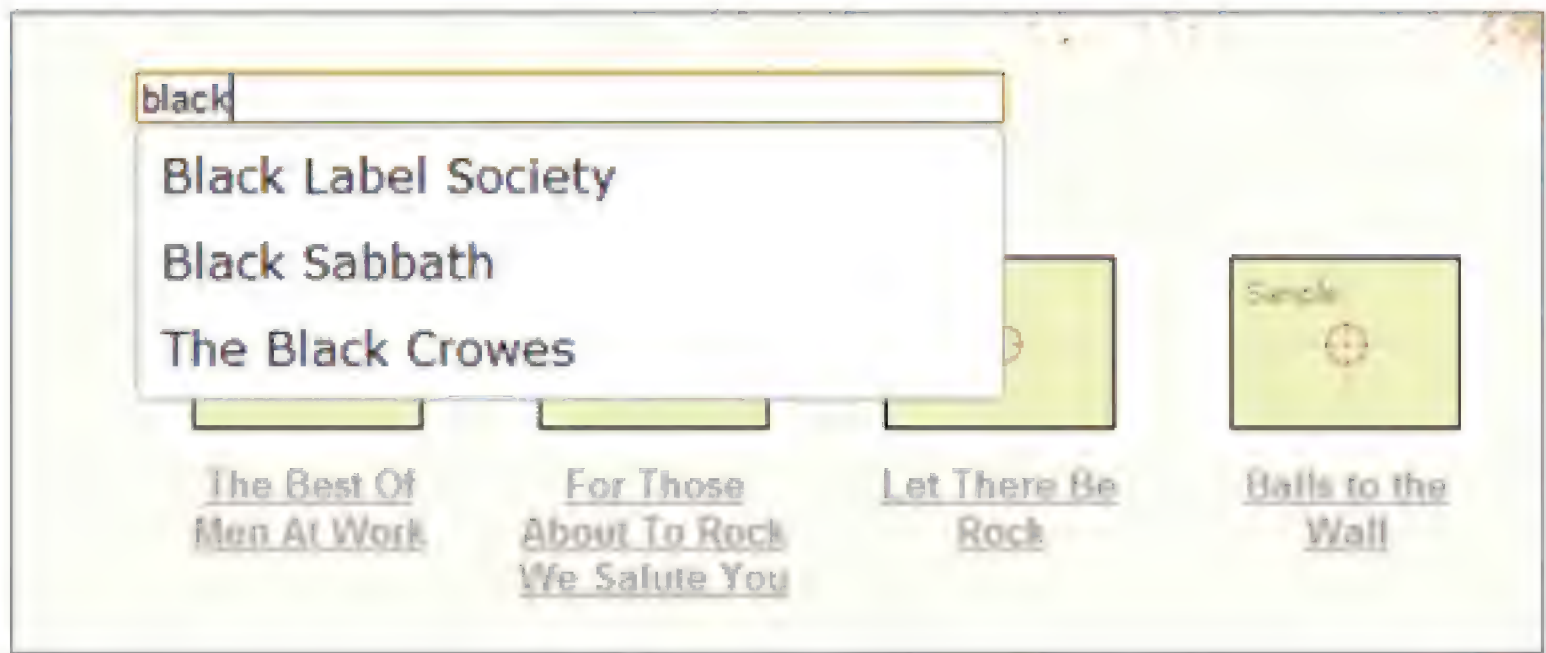 black
Black Label Society
Black Sabbath
The Black Crowes
Sample
The Best Of
Men At Work
For Those
About To Rock
We Salute You
Let There Be
Rock
Balls to the
Wall